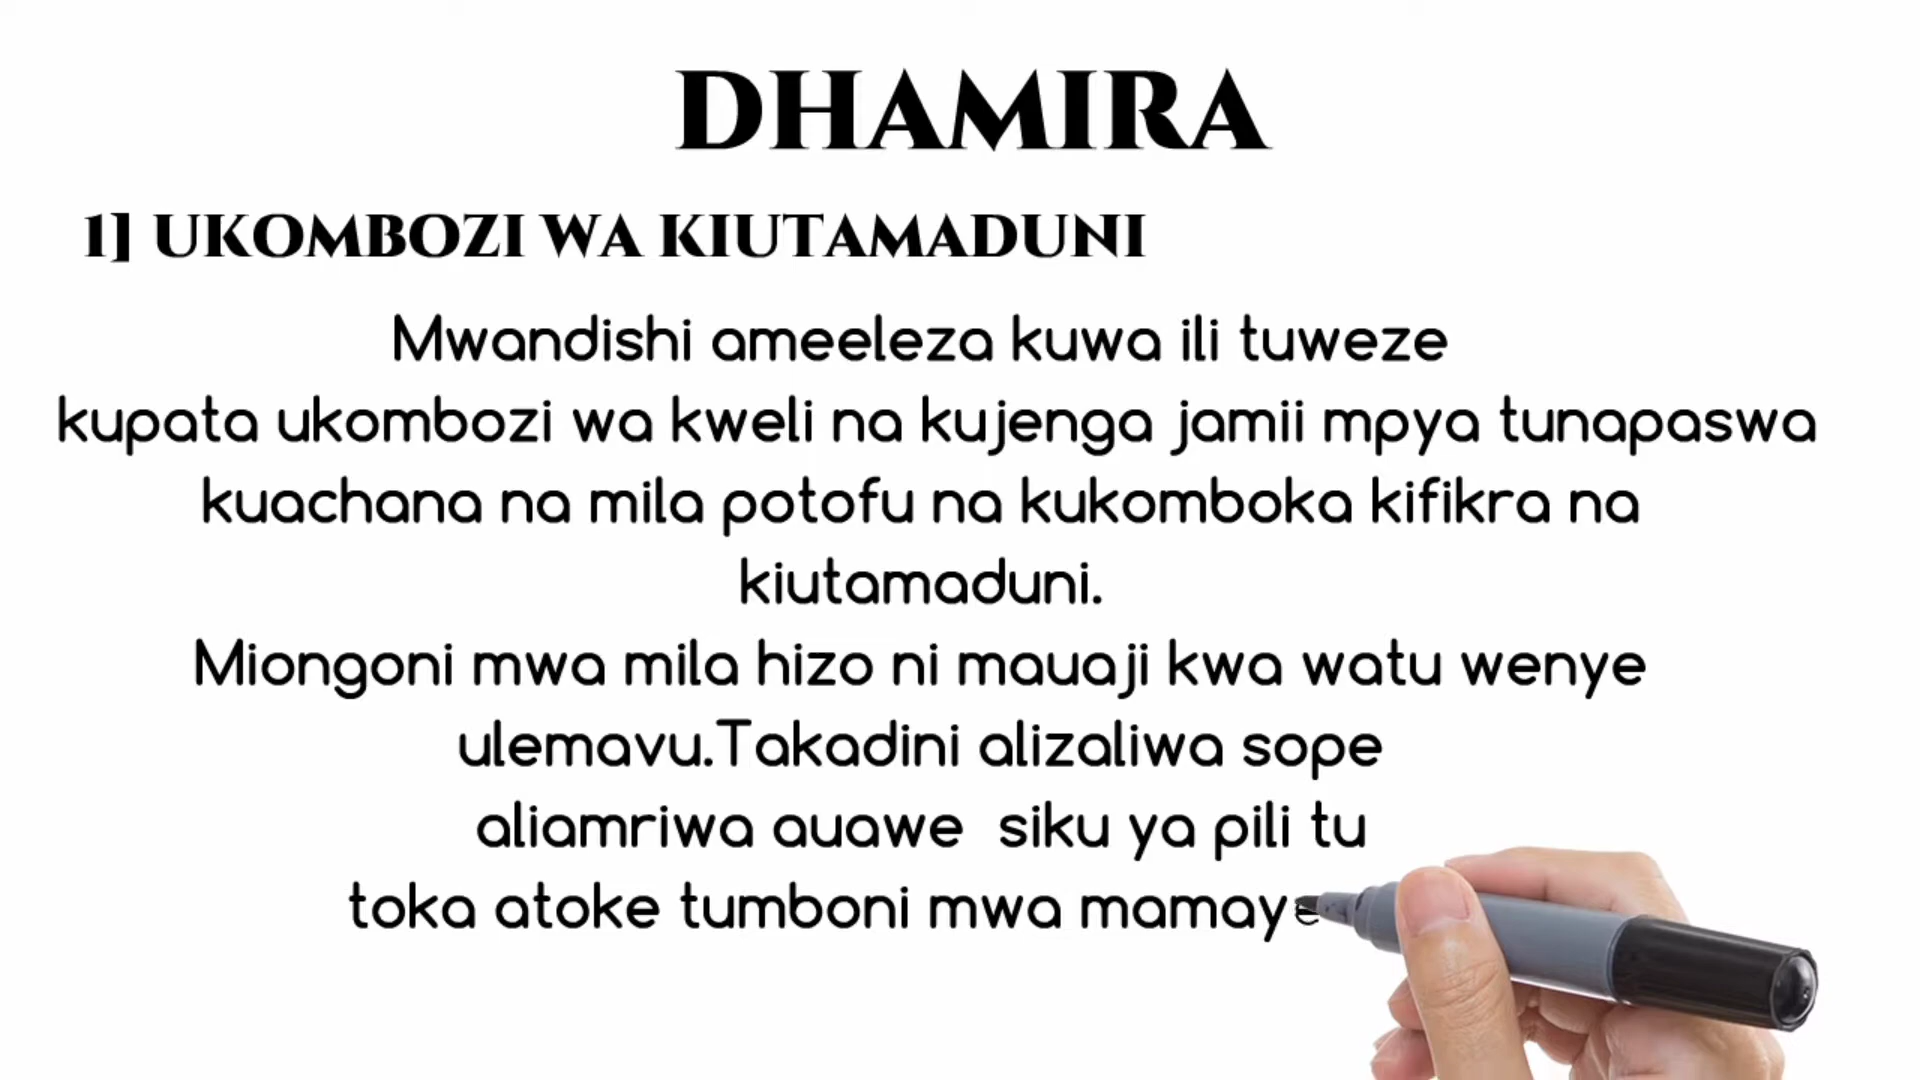 DHAMIRA
1] UKOMBOZI WA KIUTAMADUNI
Mwandishi ameeleza kuwa ili tuweze
kupata ukombozi wa kweli na kujenga jamii mpya tunapaswa
kuachana na mila potofu na kukomboka kifikra na
kiutamaduni.
Miongoni mwa mila hizo ni mauaji kwa watu wenye
ulemavu.Takadini alizaliwa sope
aliamriwa auawe  siku ya pili tu
toka atoke tumboni mwa mamaye